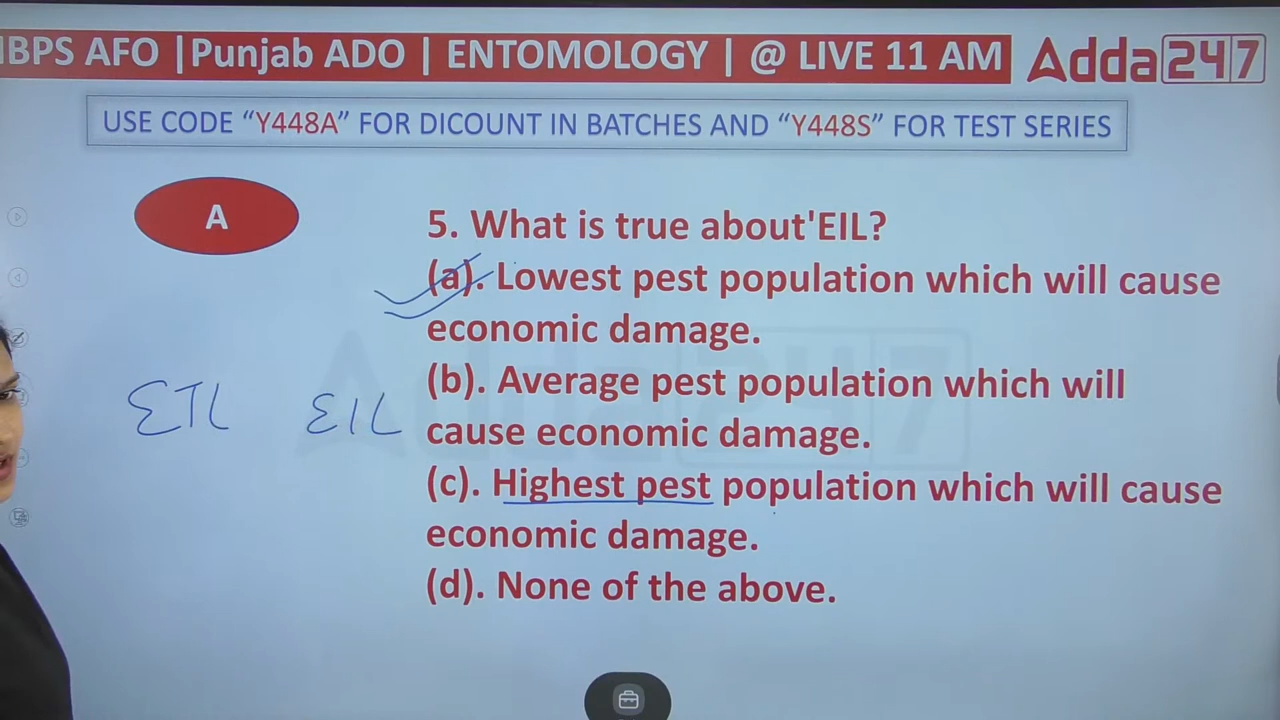 IBPS AFO |Punjab ADO | ENTOMOLOGY | @ LIVE 11 AM
Adda247
USE CODE “Y448A” FOR DICOUNT IN BATCHES AND “Y448S” FOR TEST SERIES
A
5. What is true about'EIL?
(a). Lowest pest population which will cause
economic damage.
(b). Average pest population which will
cause economic damage.
(c). Highest pest population which will cause
economic damage.
(d). None of the above.
ETL EIL
Adda247